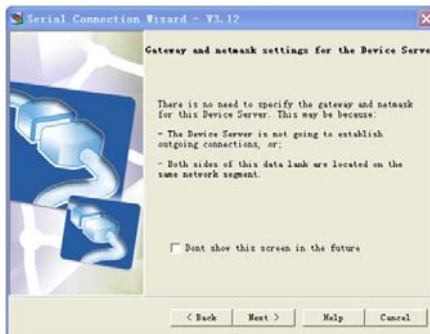 Serial Connection Wizard - V3.12
Gateway and netmask settings for the Device Serve
There is no need to specify the gateway and netmask
for this Device Server. This may be because:
- The Device Server is not going to establish
outgoing connections, or;
- Both sides of this data lank are located on the
same network segment.
Dont show this screen in the future
< Back
Next >
Help
Cancel